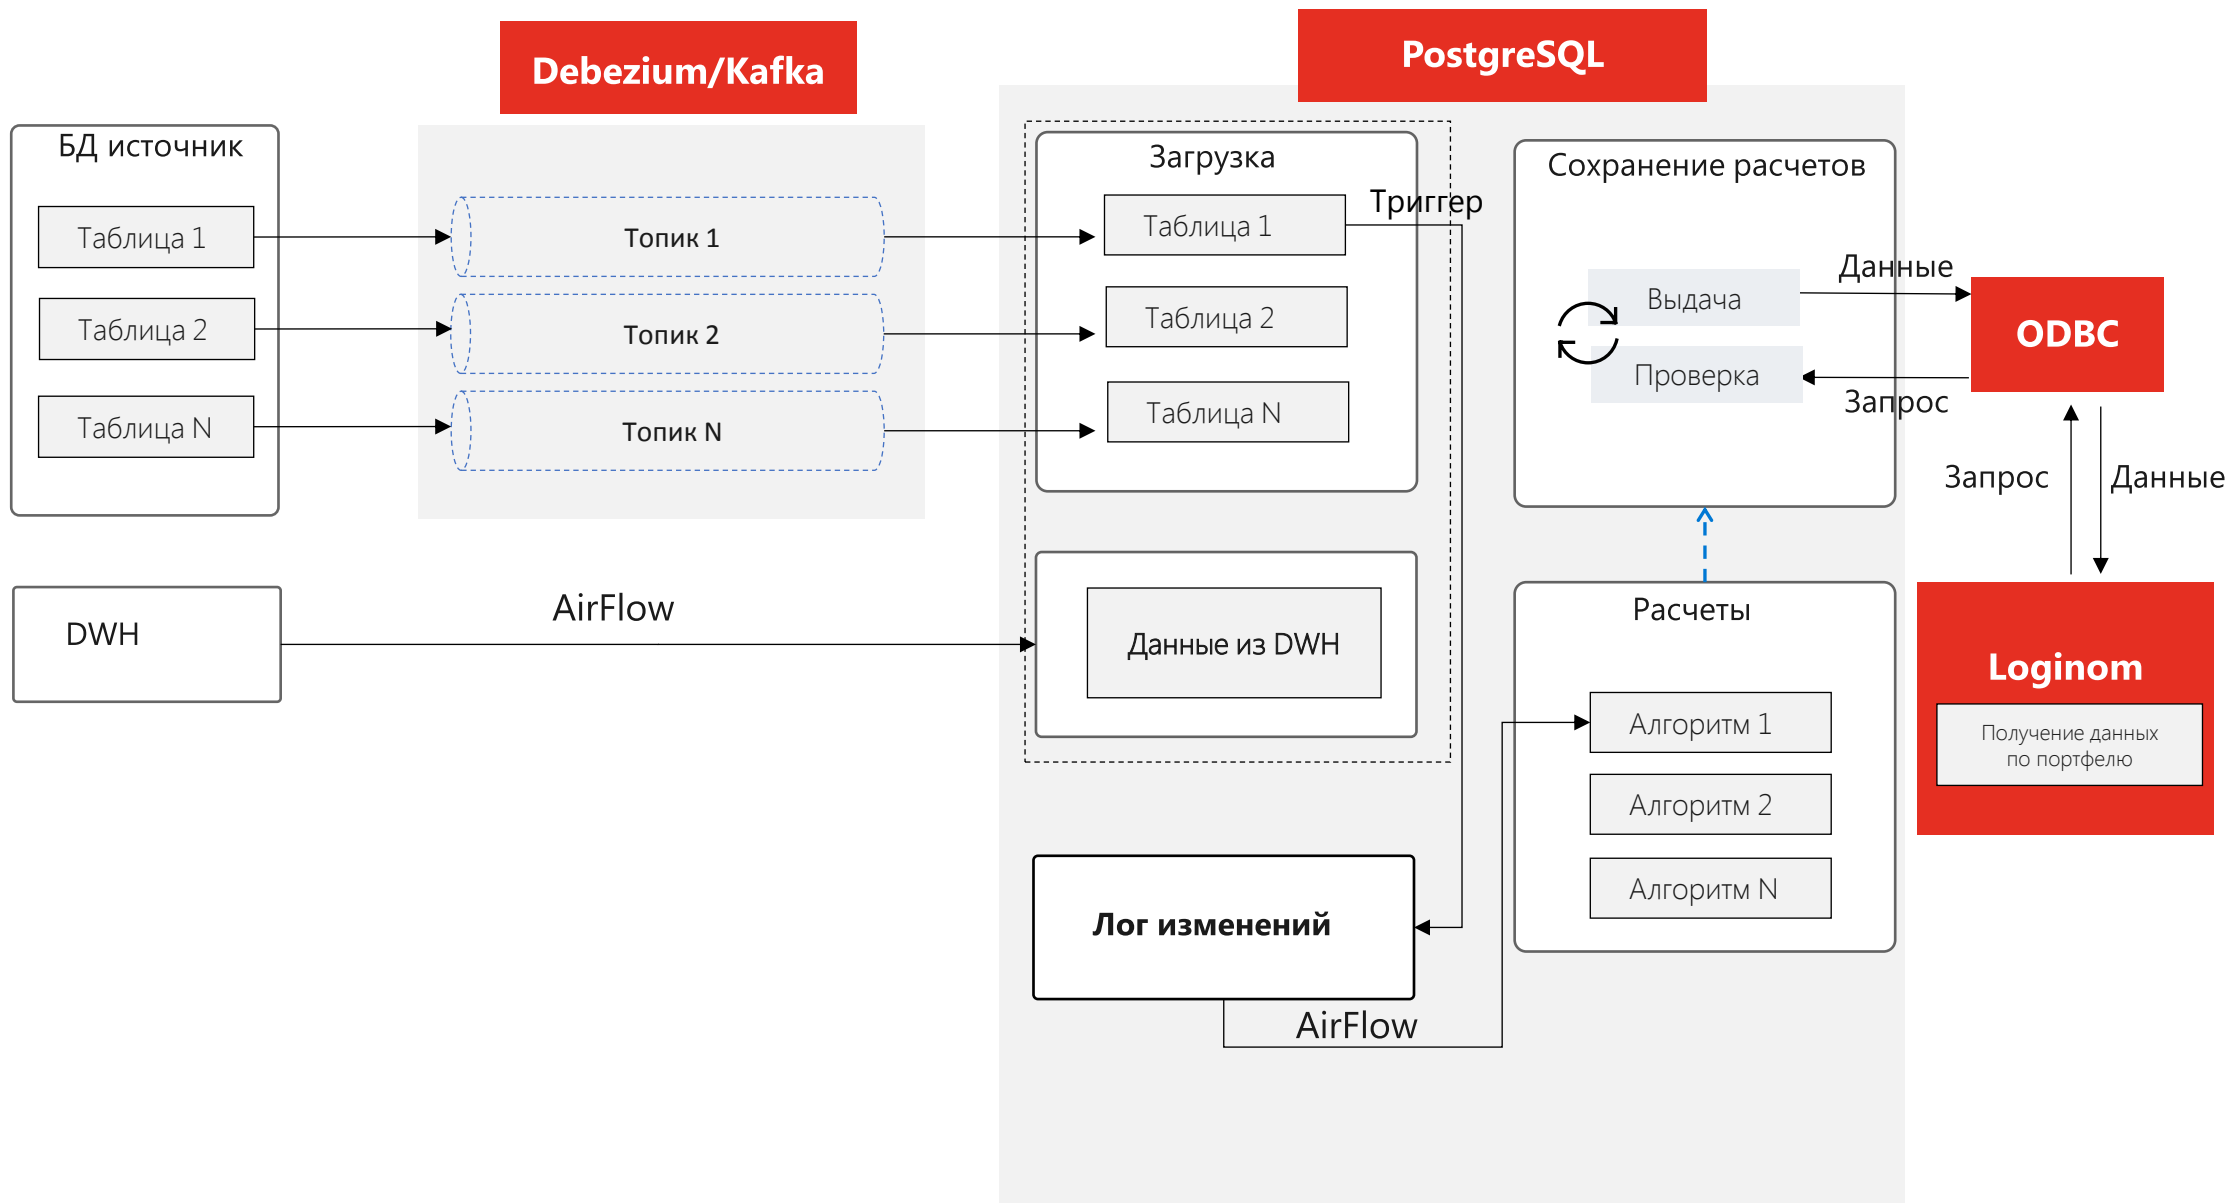 Debezium/Kafka
PostgreSQL
БД источник
Таблица 1
Таблица 2
Таблица N
Топик 1
Топик 2
Топик N
Загрузка
Таблица 1
Таблица 2
Таблица N
Триггер
Сохранение расчетов
Выдача
Проверка
Данные
Запрос
ODBC
Запрос
Данные
DWH
AirFlow
Данные из DWH
Расчеты
Алгоритм 1
Алгоритм 2
Алгоритм N
Loginom
Получение данных
по портфелю
Лог изменений
AirFlow